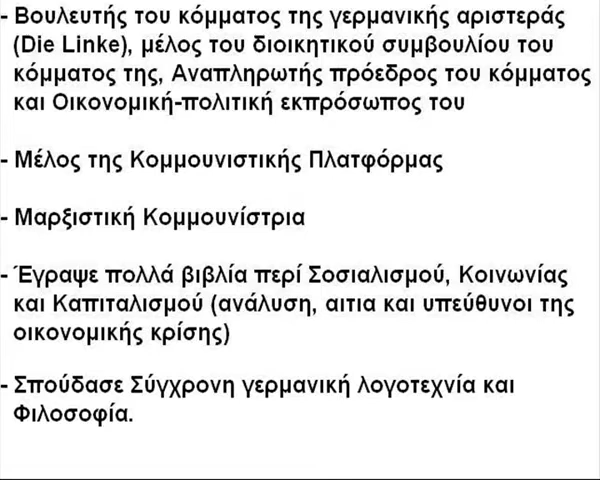 - Βουλευτής του κόμματος της γερμανικής αριστεράς
(Die Linke), μέλος του διοικητικού συμβουλίου του
κόμματος της, Αναπληρωτής πρόεδρος του κόμματος
και Οικονομική-πολιτική εκπρόσωπος του
- Μέλος της Κομμουνιστικής Πλατφόρμας
- Μαρξιστική Κομμουνίστρια
- Έγραψε πολλά βιβλία περί Σοσιαλισμού, Κοινωνίας
και Καπιταλισμού (ανάλυση, αιτια και υπεύθυνοι της
οικονομικής κρίσης)
- Σπούδασε Σύγχρονη γερμανική λογοτεχνία και
Φιλοσοφία.